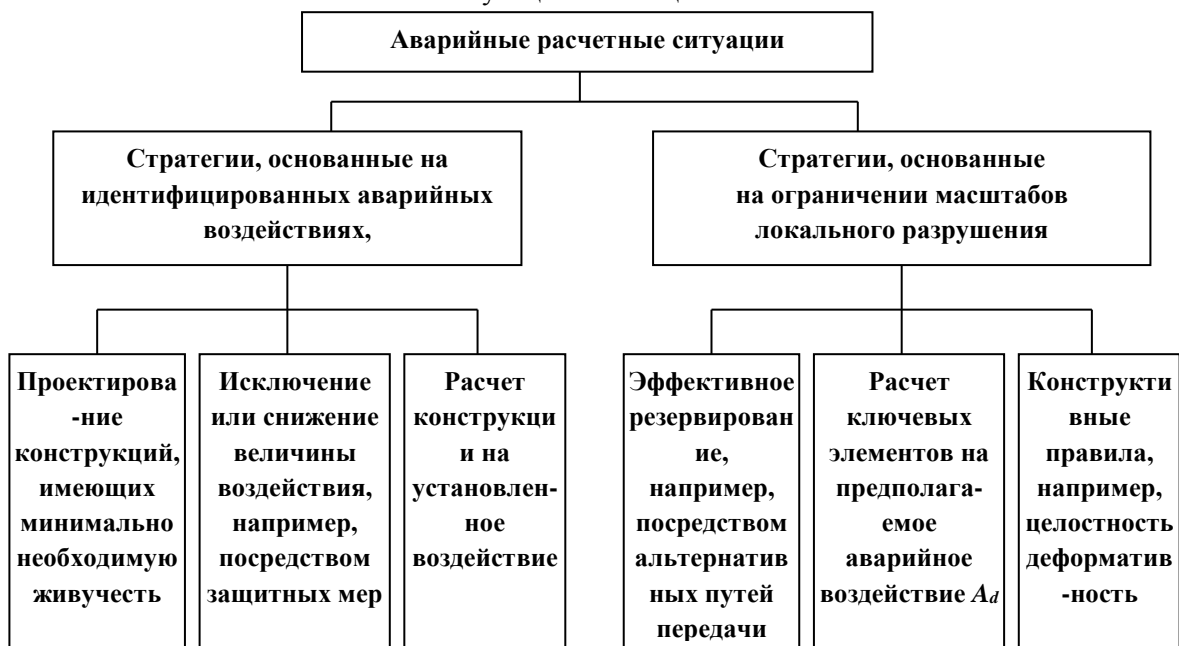 Аварийные расчетные ситуации
Стратегии, основанные на
идентифицированных аварийных
воздействиях,
Стратегии, основанные
на ограничении масштабов
локального разрушения
Проектирова
-ние
конструкций,
имеющих
минимально
необходимую
живучесть
Исключение
или снижение
величины
воздействия,
например,
посредством
защитных мер
Расчет
конструкци
и на
установлен-
ное
воздействие
Эффективное
резервирован
ие,
например,
посредством
альтернатив
ных путей
передачи
Расчет
ключевых
элементов на
предполага-
емое
аварийное
воздействие Ad
Конструкти
вные
правила,
например,
целостность
деформатив
-ность